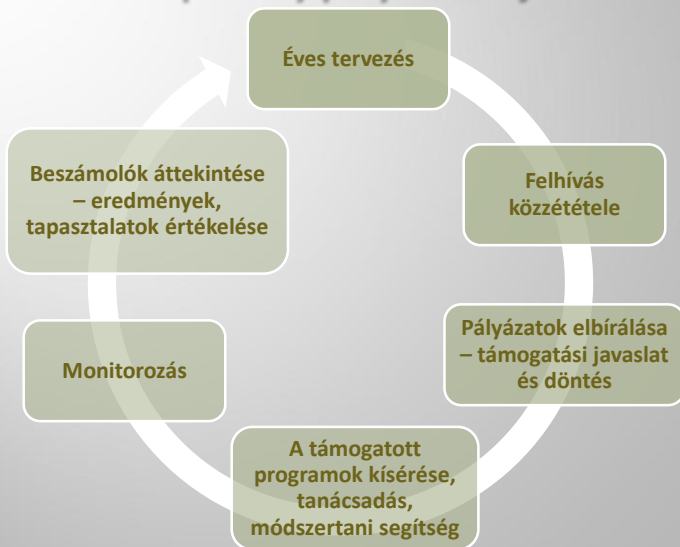 Éves tervezés
Felhívás
közzététele
Pályázatok elbírálása
– támogatási javaslat
és döntés
A támogatott
programok kísérése,
tanácsadás,
módszertani segítség
Monitorozás
Beszámolók áttekintése
– eredmények,
tapasztalatok értékelése